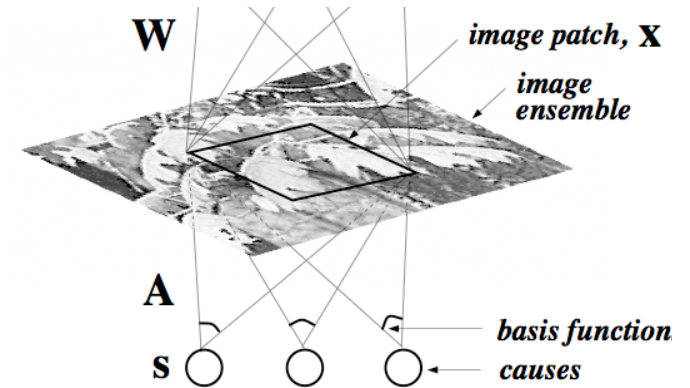 W
image patch, x
image
ensemble
A
basis function
s
causes